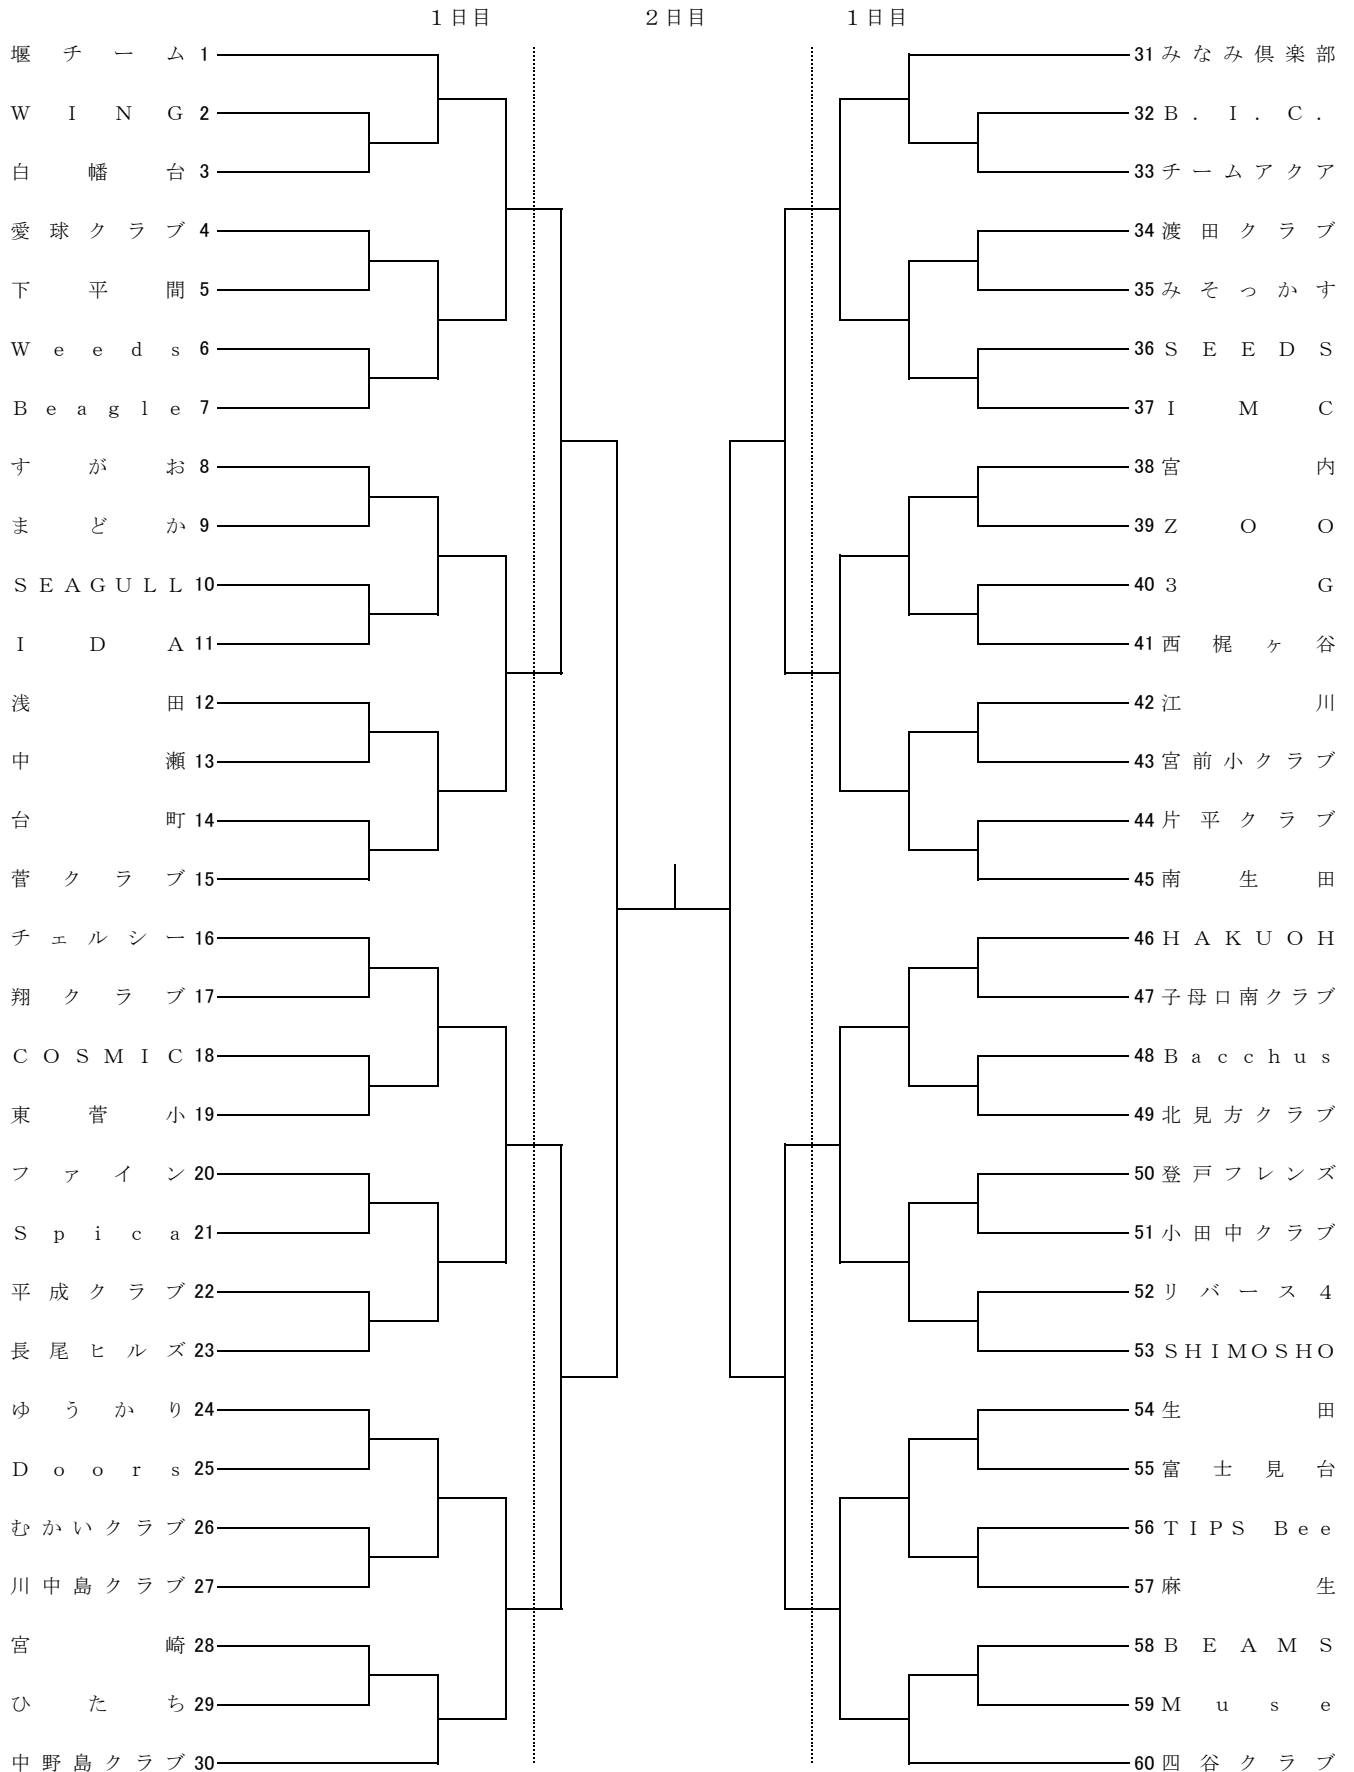 １日目 ２日目 １日目
堰チーム 1
ＷＩＮＧ 2
白幡台 3
愛球クラブ 4
下平間 5
Ｗｅｅｄｓ 6
Ｂｅａｇｌｅ 7
すがお 8
まどか 9
ＳＥＡＧＵＬＬ 10
ＩＤＡ 11
浅田 12
中瀬 13
台町 14
菅クラブ 15
チェルシー 16
翔クラブ 17
ＣＯＳＭＩＣ 18
東菅小 19
ファイン 20
Ｓｐｉｃａ 21
平成クラブ 22
長尾ヒルズ 23
ゆうかり 24
Ｄｏｏｒｓ 25
むかいクラブ 26
川中島クラブ 27
宮崎 28
ひたち 29
中野島クラブ 30
31 みなみ倶楽部
32 Ｂ．Ｉ．Ｃ．
33 チームアクア
34 渡田クラブ
35 みそっかす
36 ＳＥＥＤＳ
37 ＩＭＣ
38 宮内
39 ＺＯＯ
40 ３Ｇ
41 西梶ヶ谷
42 江川
43 宮前小クラブ
44 片平クラブ
45 南生田
46 ＨＡＫＵＯＨ
47 子母口南クラブ
48 Ｂａｃｃｈｕｓ
49 北見方クラブ
50 登戸フレンズ
51 小田中クラブ
52 リバース４
53 ＳＨＩＭＯＳＨＯ
54 生田
55 富士見台
56 ＴＩＰＳ Ｂｅｅ
57 麻生
58 ＢＥＡＭＳ
59 Ｍｕｓｅ
60 四谷クラブ